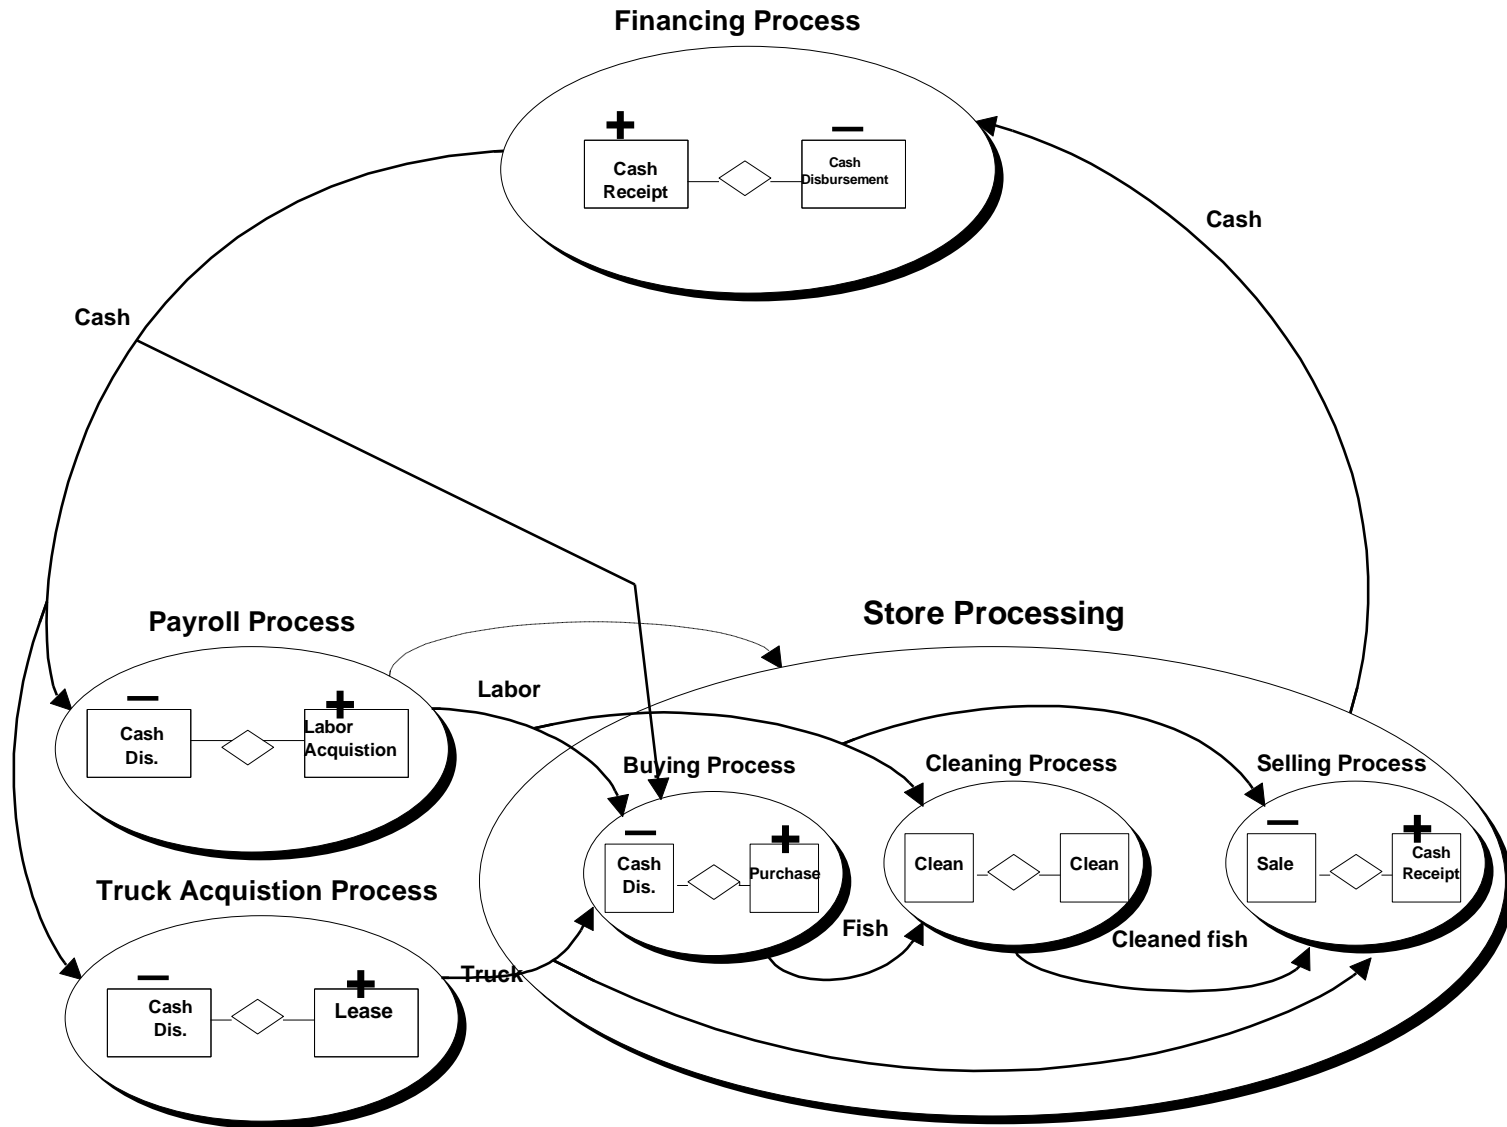 Financing Process
+
−
Cash
Receipt
Cash
Disbursement
Cash
Cash
Payroll Process
−
+
Cash
Dis.
Labor
Acquistion
Labor
Store Processing
Buying Process
−
+
Cash
Dis.
Purchase
Cleaning Process
Clean
Clean
Selling Process
−
+
Sale
Cash
Receipt
Fish
Cleaned fish
Truck Acquistion Process
−
+
Cash
Dis.
Lease
Truck